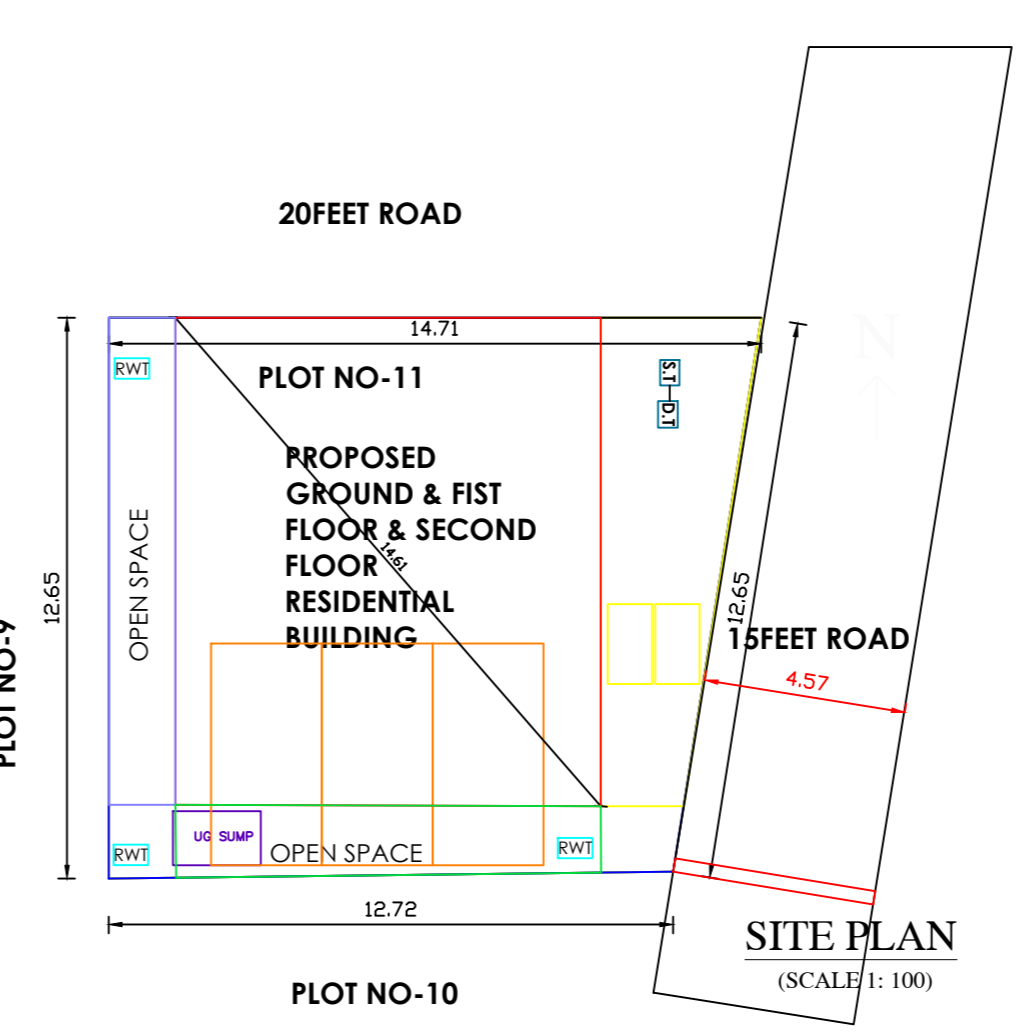 20FEET ROAD
14.71
RWT
PLOT NO-11
S.T
D.T
N
PROPOSED
GROUND & FIST
FLOOR & SECOND
FLOOR
RESIDENTIAL
BUILDING
14.61
OPEN SPACE
12.65
PLOT NO-9
12.65
15FEET ROAD
4.57
UG SUMP
OPEN SPACE
RWT
RWT
12.72
SITE PLAN
(SCALE 1: 100)
PLOT NO-10